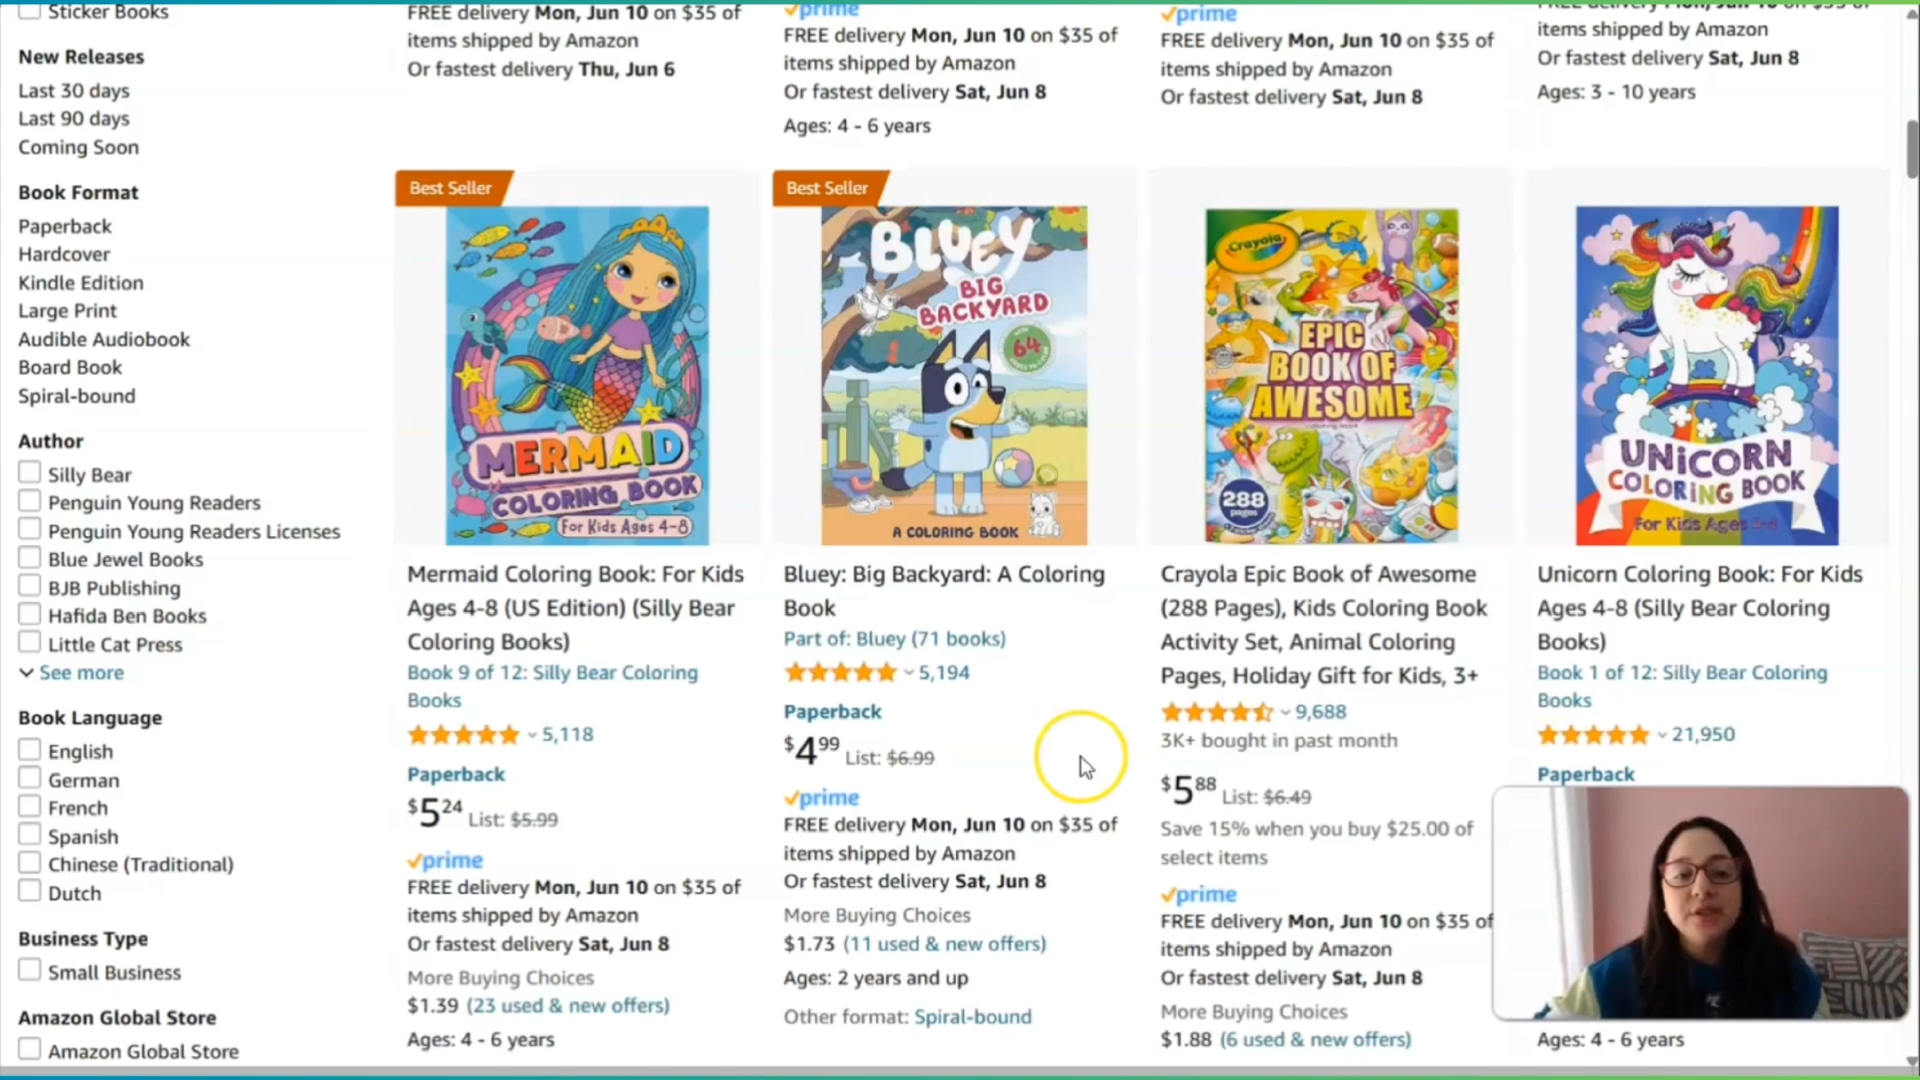 Sticker Books
New Releases
Last 30 days
Last 90 days
Coming Soon
Book Format
Paperback
Hardcover
Kindle Edition
Large Print
Audible Audiobook
Board Book
Spiral-bound
Author
Silly Bear
Penguin Young Readers
Penguin Young Readers Licenses
Blue Jewel Books
BJB Publishing
Hafida Ben Books
Little Cat Press
See more
Book Language
English
German
French
Spanish
Chinese (Traditional)
Dutch
Business Type
Small Business
Amazon Global Store
Amazon Global Store
FREE delivery Mon, Jun 10 on $35 of
items shipped by Amazon
Or fastest delivery Thu, Jun 6
prime
FREE delivery Mon, Jun 10 on $35 of
items shipped by Amazon
Or fastest delivery Sat, Jun 8
Ages: 4 - 6 years
prime
FREE delivery Mon, Jun 10 on $35 of
items shipped by Amazon
Or fastest delivery Sat, Jun 8
items shipped by Amazon
Or fastest delivery Sat, Jun 8
Ages: 3 - 10 years
Best Seller
MERMAID
COLORING BOOK
For Kids Ages 4-8
Mermaid Coloring Book: For Kids
Ages 4-8 (US Edition) (Silly Bear
Coloring Books)
Book 9 of 12: Silly Bear Coloring
Books
5,118
Paperback
$5 24 List: $5.99
prime
FREE delivery Mon, Jun 10 on $35 of
items shipped by Amazon
Or fastest delivery Sat, Jun 8
More Buying Choices
$1.39 (23 used & new offers)
Ages: 4 - 6 years
Best Seller
BLUEY
BIG
BACKYARD
64
A COLORING BOOK
Bluey: Big Backyard: A Coloring
Book
Part of: Bluey (71 books)
5,194
Paperback
$4 99 List: $6.99
prime
FREE delivery Mon, Jun 10 on $35 of
items shipped by Amazon
Or fastest delivery Sat, Jun 8
More Buying Choices
$1.73 (11 used & new offers)
Ages: 2 years and up
Other format: Spiral-bound
Crayola
EPIC
BOOK OF
AWESOME
coloring book
288
pages
Crayola Epic Book of Awesome
(288 Pages), Kids Coloring Book
Activity Set, Animal Coloring
Pages, Holiday Gift for Kids, 3+
9,688
3K+ bought in past month
$5 88 List: $6.49
Save 15% when you buy $25.00 of
select items
prime
FREE delivery Mon, Jun 10 on $35 of
items shipped by Amazon
Or fastest delivery Sat, Jun 8
More Buying Choices
$1.88 (6 used & new offers)
UNICORN
COLORING BOOK
For Kids Ages 4-8
Unicorn Coloring Book: For Kids
Ages 4-8 (Silly Bear Coloring
Books)
Book 1 of 12: Silly Bear Coloring
Books
21,950
Paperback
Ages: 4 - 6 years